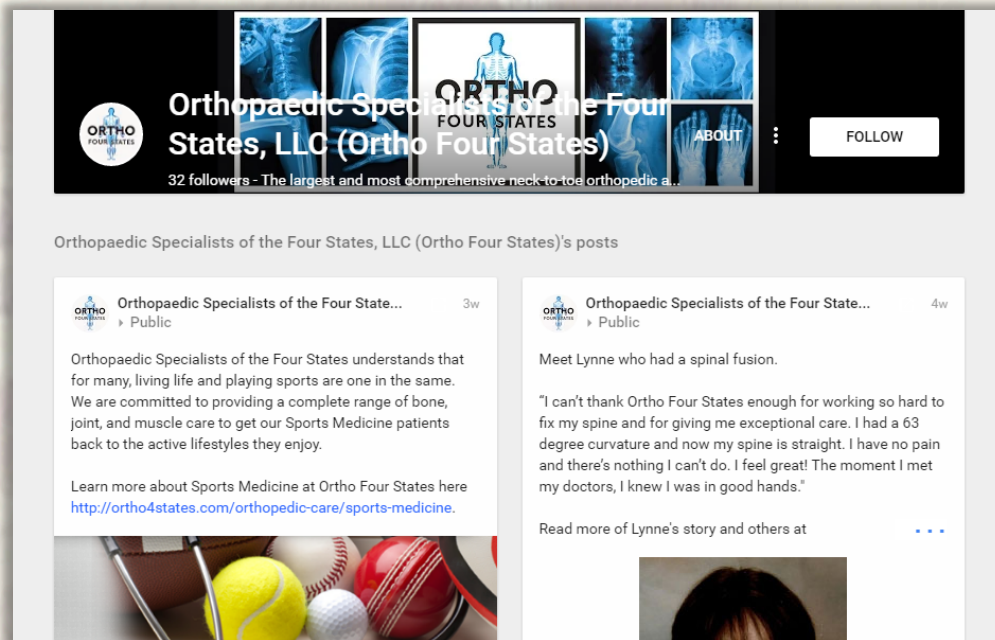 ORTHO
FOUR STATES
Orthopaedic Specialists of the Four
States, LLC (Ortho Four States)
32 followers - The largest and most comprehensive neck-to-toe orthopedic a...
ORTHO
FOUR STATES
ABOUT
FOLLOW
Orthopaedic Specialists of the Four States, LLC (Ortho Four States)'s posts
ORTHO
FOUR STATES
Orthopaedic Specialists of the Four State...
3w
Public
Orthopaedic Specialists of the Four States understands that
for many, living life and playing sports are one in the same.
We are committed to providing a complete range of bone,
joint, and muscle care to get our Sports Medicine patients
back to the active lifestyles they enjoy.
Learn more about Sports Medicine at Ortho Four States here
http://ortho4states.com/orthopedic-care/sports-medicine.
ORTHO
FOUR STATES
Orthopaedic Specialists of the Four State...
4w
Public
Meet Lynne who had a spinal fusion.
“I can’t thank Ortho Four States enough for working so hard to
fix my spine and for giving me exceptional care. I had a 63
degree curvature and now my spine is straight. I have no pain
and there’s nothing I can’t do. I feel great! The moment I met
my doctors, I knew I was in good hands."
Read more of Lynne's story and others at